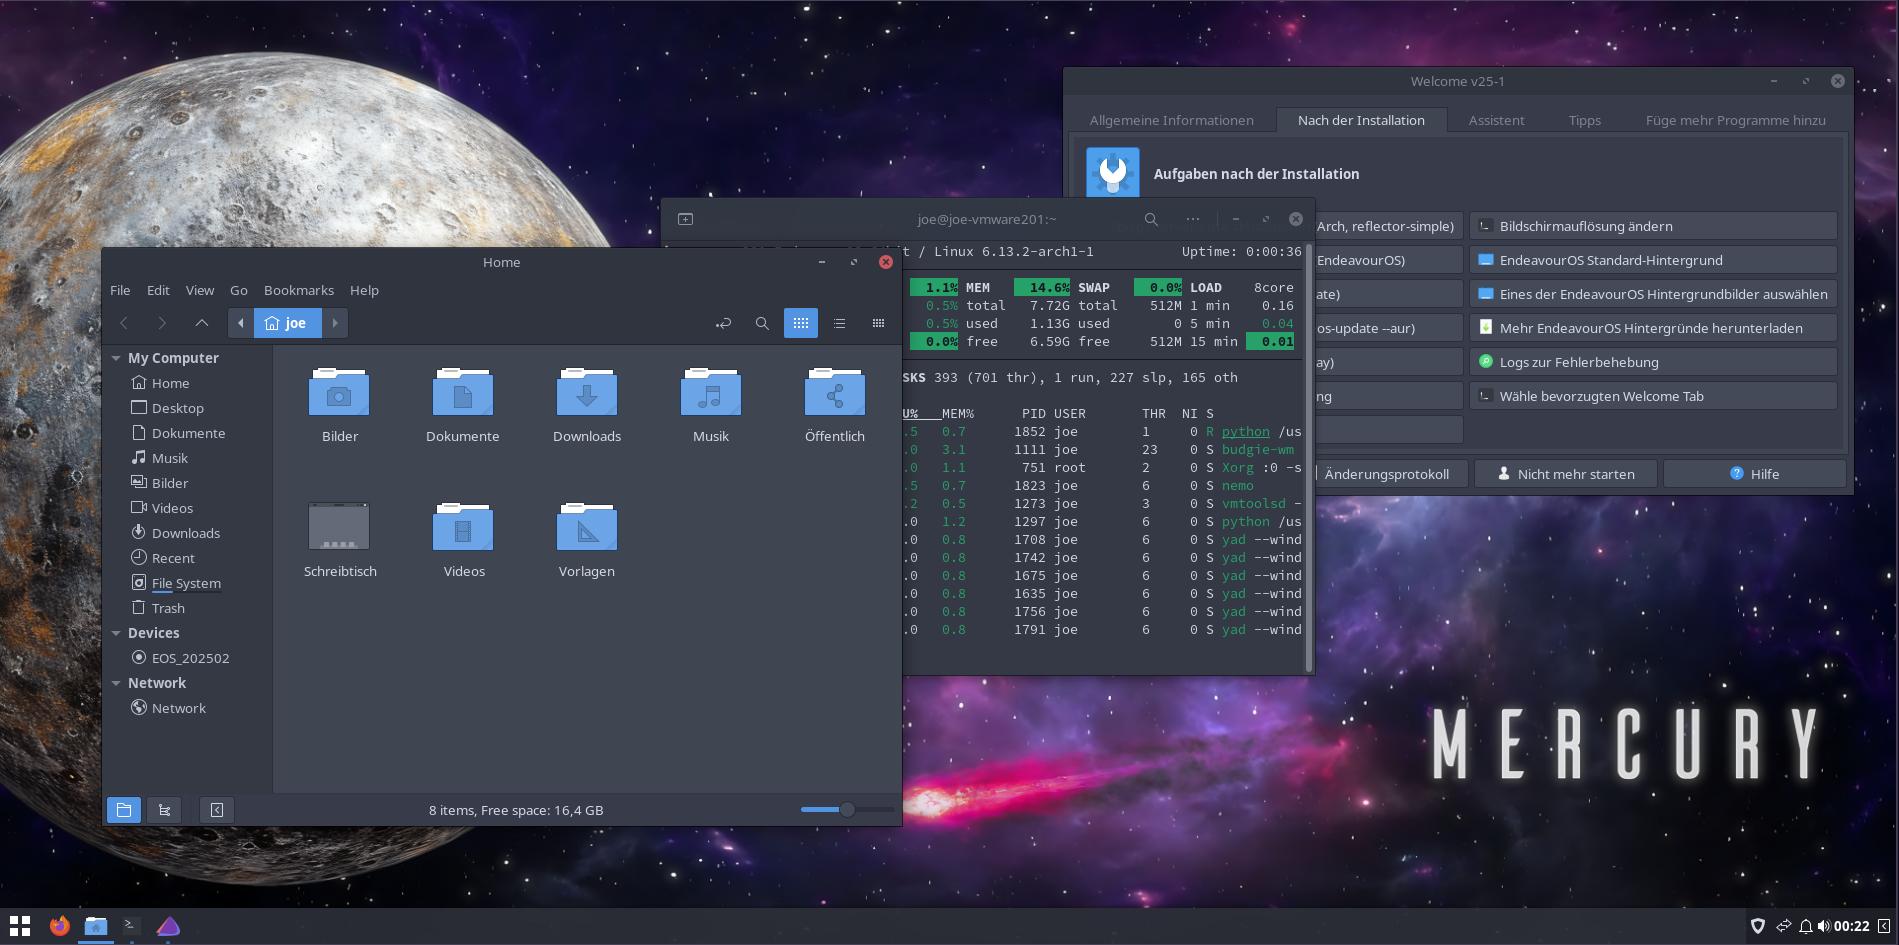 Welcome v25-1
Allgemeine Informationen
Nach der Installation
Assistent
Tipps
Füge mehr Programme hinzu
Aufgaben nach der Installation
Arch, reflector-simple)
Bildschirmauflösung ändern
EndeavourOS)
EndeavourOS Standard-Hintergrund
ate)
Eines der EndeavourOS Hintergrundbilder auswählen
os-update --aur)
Mehr EndeavourOS Hintergründe herunterladen
ay)
Logs zur Fehlerbehebung
ng
Wähle bevorzugten Welcome Tab
Änderungsprotokoll
Nicht mehr starten
Hilfe
joe@joe-vmware201:~
t / Linux 6.13.2-arch1-1 Uptime: 0:00:36
1.1% MEM 14.6% SWAP 0.0% LOAD 8core
0.5% total 7.72G total 512M 1 min 0.16
0.5% used 1.13G used 0 5 min 0.04
0.0% free 6.59G free 512M 15 min 0.01
SKS 393 (701 thr), 1 run, 227 slp, 165 oth
U% MEM% PID USER THR NI S
.5 0.7 1852 joe 1 0 R python /us
.0 3.1 1111 joe 23 0 S budgie-wm
.0 1.1 751 root 2 0 S Xorg :0 -s
.5 0.7 1823 joe 6 0 S nemo
.2 0.5 1273 joe 3 0 S vmtoolsd -
.0 1.2 1297 joe 6 0 S python /us
.0 0.8 1708 joe 6 0 S yad --wind
.0 0.8 1742 joe 6 0 S yad --wind
.0 0.8 1675 joe 6 0 S yad --wind
.0 0.8 1635 joe 6 0 S yad --wind
.0 0.8 1756 joe 6 0 S yad --wind
.0 0.8 1791 joe 6 0 S yad --wind
Home
File Edit View Go Bookmarks Help
joe
My Computer
Home
Desktop
Dokumente
Musik
Bilder
Videos
Downloads
Recent
File System
Trash
Devices
EOS_202502
Network
Network
Bilder
Dokumente
Downloads
Musik
Öffentlich
Schreibtisch
Videos
Vorlagen
8 items, Free space: 16,4 GB
MERCURY
00:22